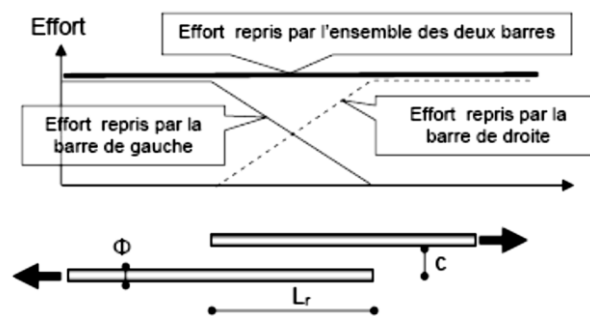 Effort
Effort repris par l'ensemble des deux barres
Effort repris par la
barre de gauche
Effort repris par la
barre de droite
Φ
c
Lr